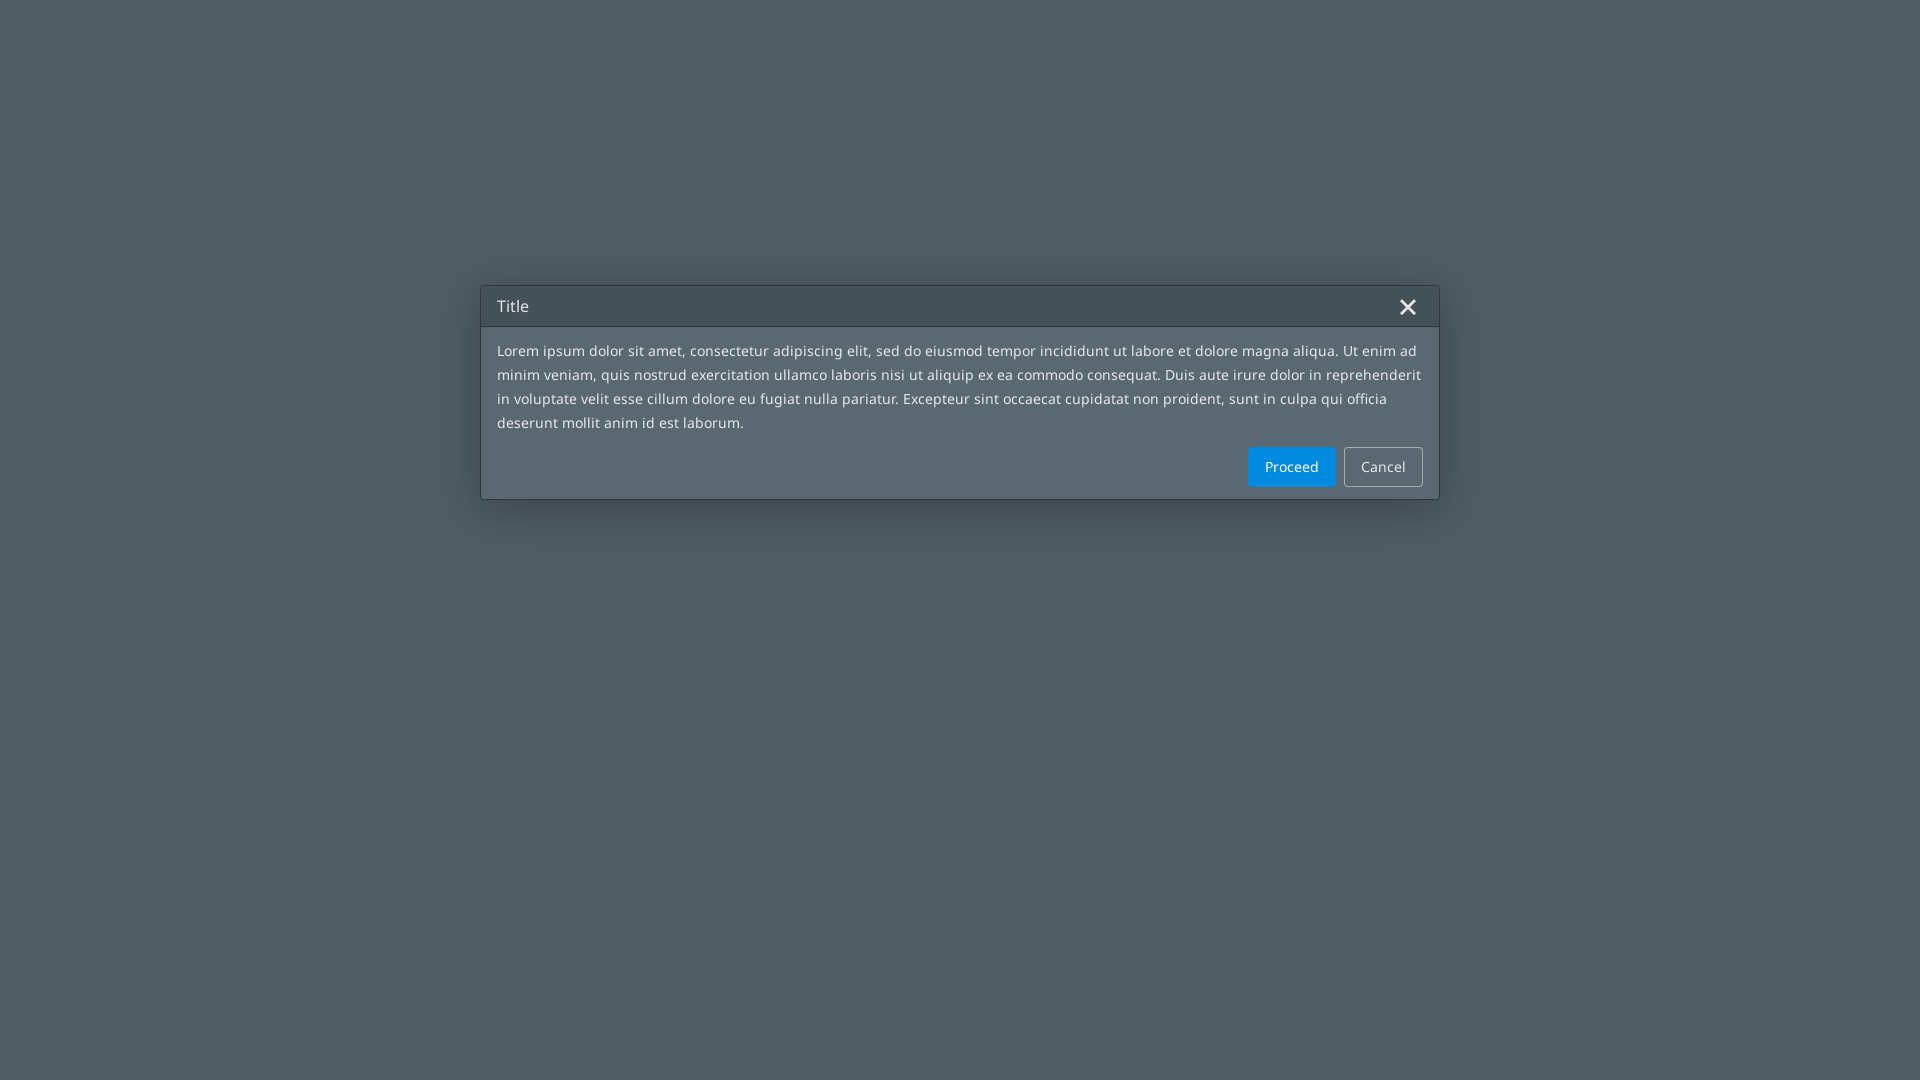 Title
Lorem ipsum dolor sit amet, consectetur adipiscing elit, sed do eiusmod tempor incididunt ut labore et dolore magna aliqua. Ut enim ad
minim veniam, quis nostrud exercitation ullamco laboris nisi ut aliquip ex ea commodo consequat. Duis aute irure dolor in reprehenderit
in voluptate velit esse cillum dolore eu fugiat nulla pariatur. Excepteur sint occaecat cupidatat non proident, sunt in culpa qui officia
deserunt mollit anim id est laborum.
Proceed Cancel